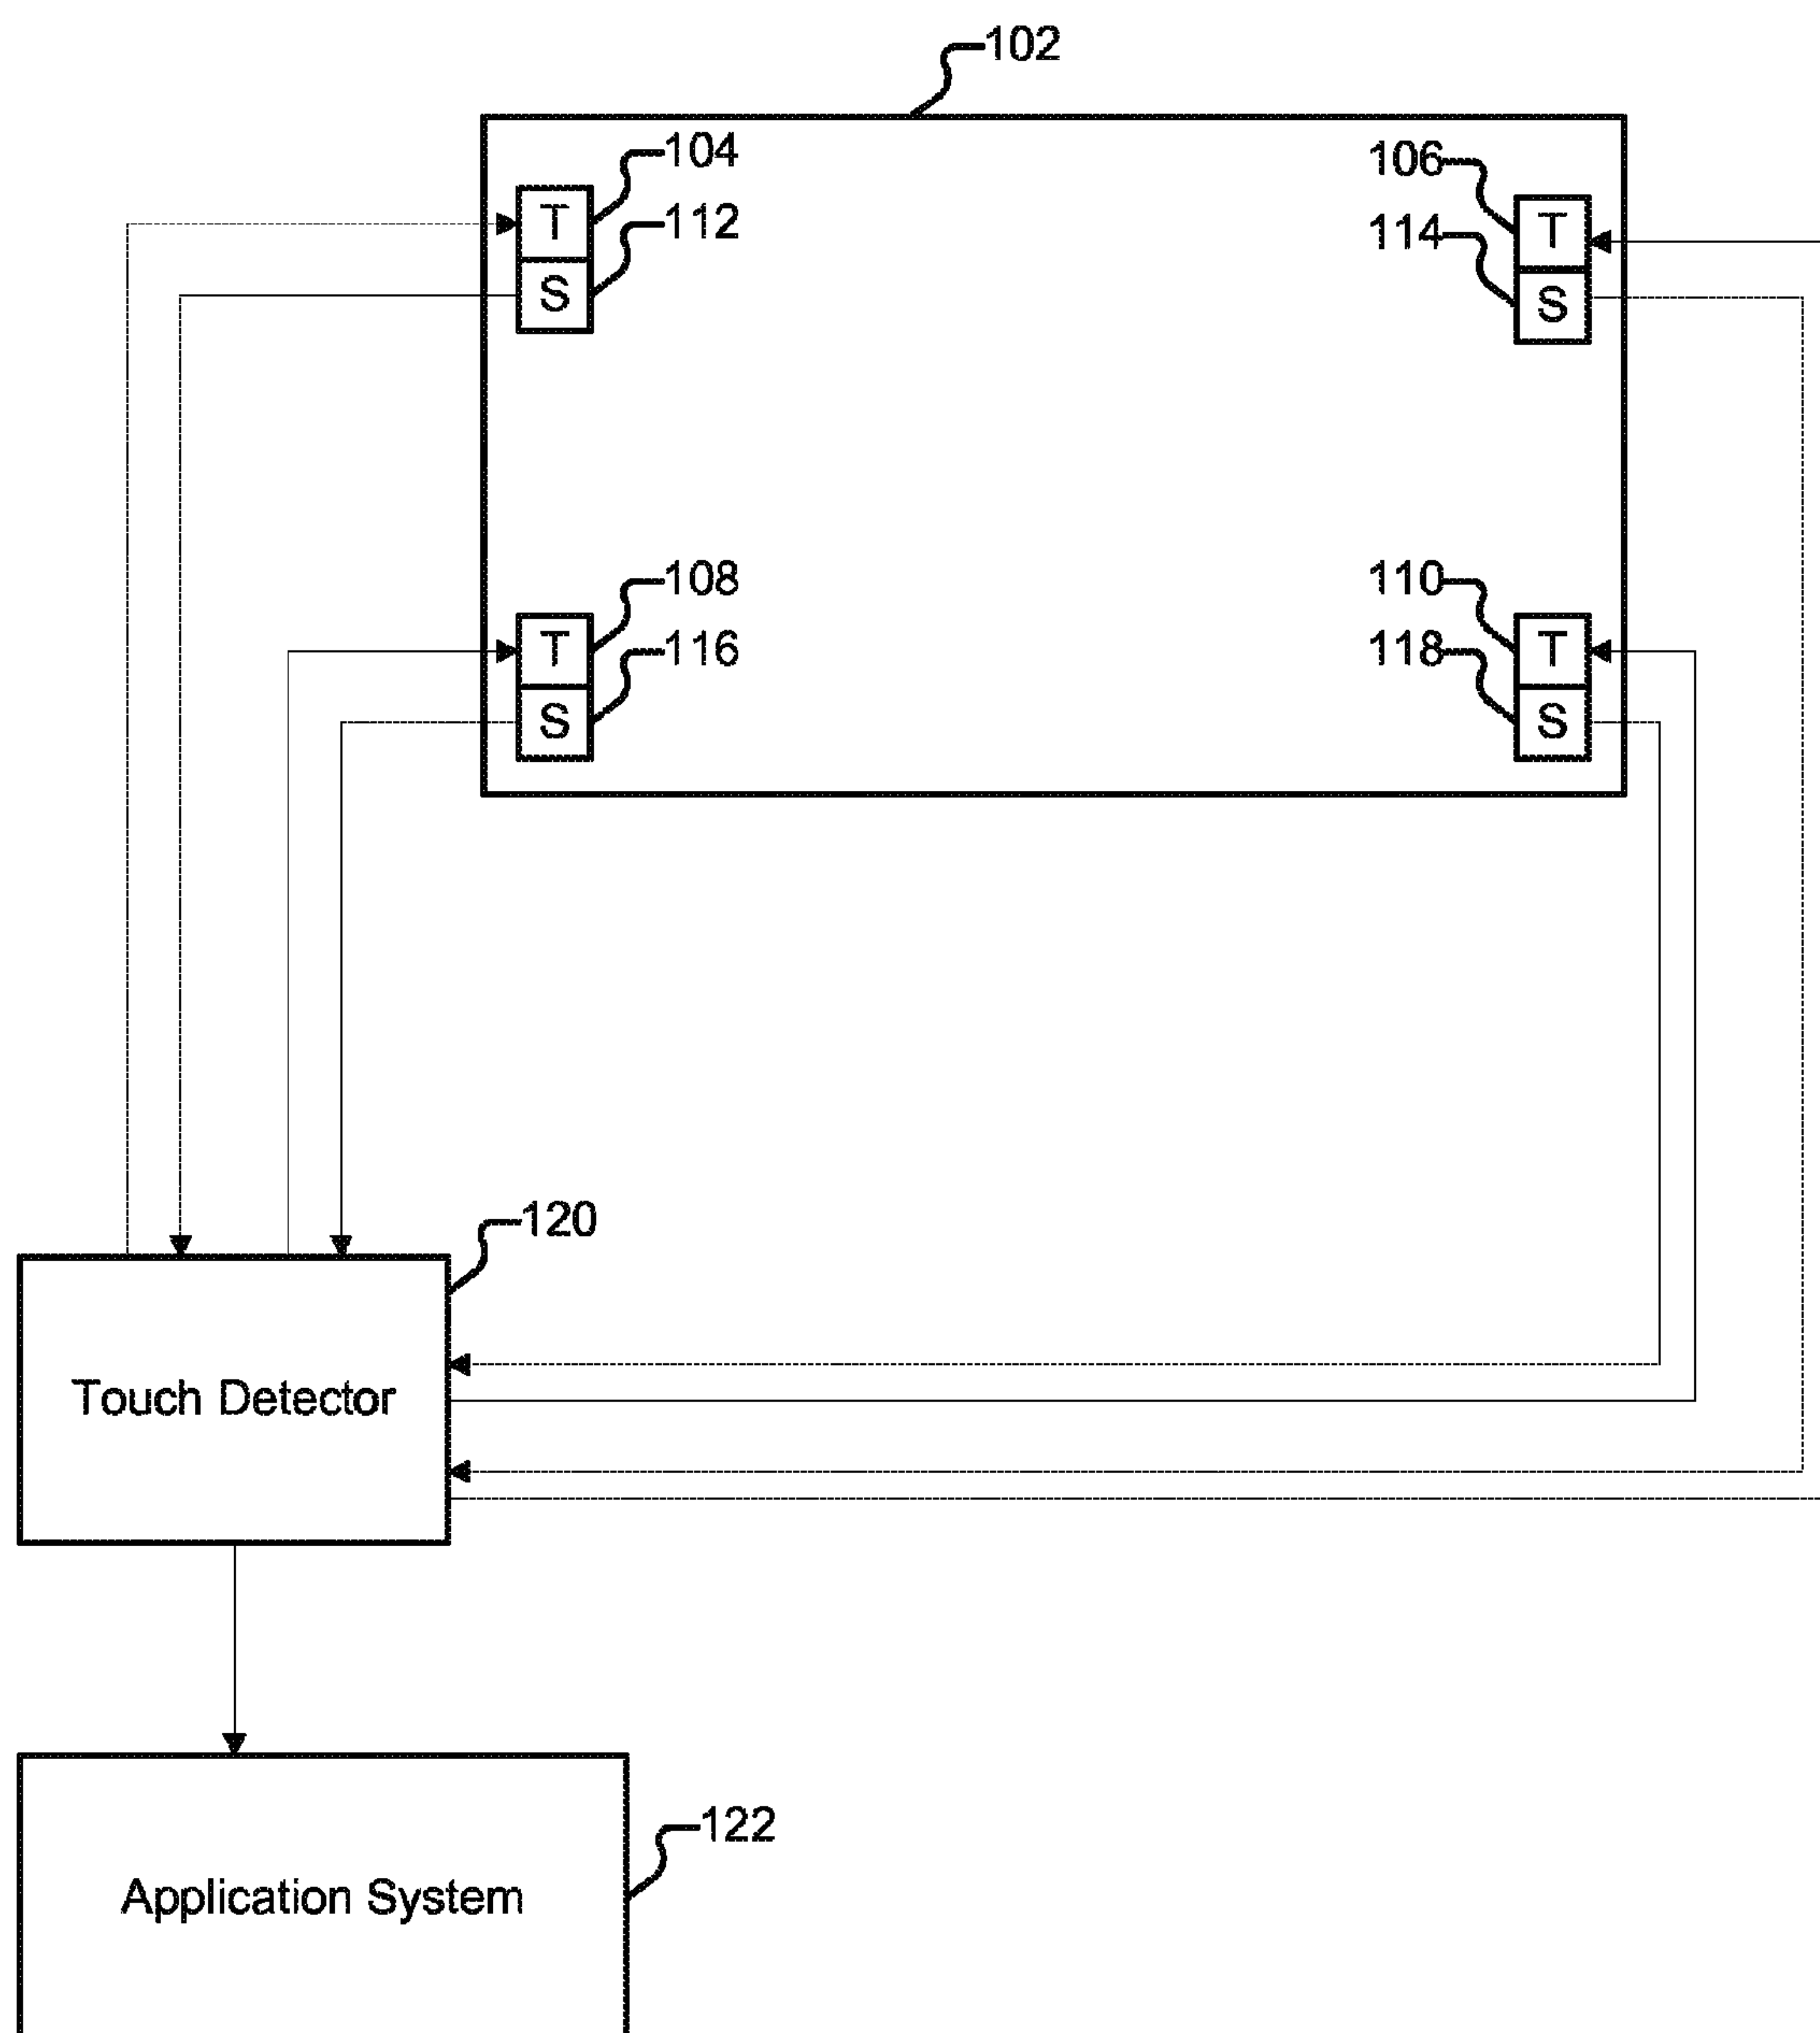 102
104
106
T
T
112
114
S
S
108
110
T
T
116
118
S
S
120
Touch Detector
122
Application System